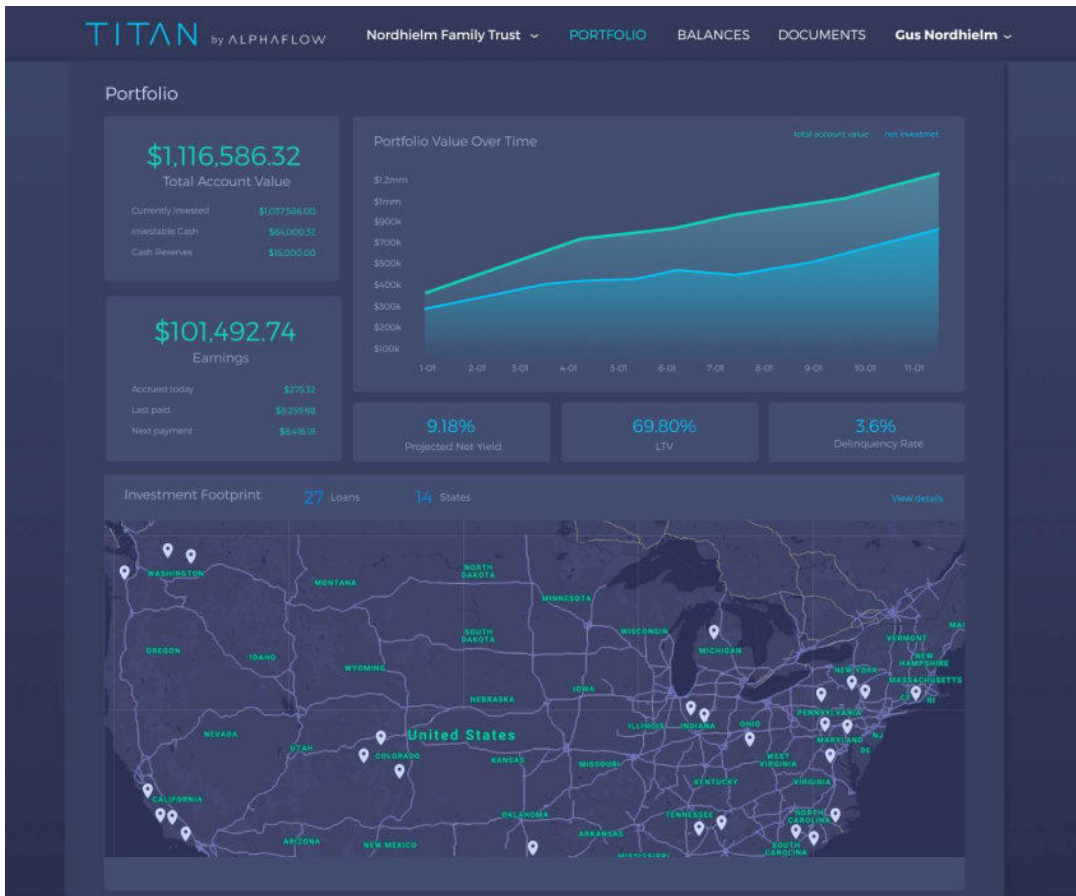 TITAN by ALPHAFLOW Nordhielm Family Trust PORTFOLIO BALANCES DOCUMENTS Gus Nordhielm
Portfolio
$1,116,586.32
Total Account Value
Currently Invested $1,037,586.00
Investable Cash $64,000.32
Cash Reserves $15,000.00
$101,492.74
Earnings
Accrued today $275.32
Last paid $8,259.68
Next payment $8,416.18
Portfolio Value Over Time total account value net investmet
$1.2mm
$1mm
$900k
$700k
$500k
$400k
$300k
$200k
$100k
1-01 2-01 3-01 4-01 5-01 6-01 7-01 8-01 9-01 10-01 11-01
9.18%
Projected Net Yield
69.80%
LTV
3.6%
Delinquency Rate
Investment Footprint 27 Loans 14 States View details
WASHINGTON
MONTANA
NORTH
DAKOTA
MINNESOTA
SOUTH
DAKOTA
WISCONSIN
MICHIGAN
VERMONT
MAI
OREGON
IDAHO
WYOMING
NEW YORK
NEW
HAMPSHIRE
MASSACHUSETTS
CT RI
NEBRASKA
IOWA
PENNSYLVANIA
NEVADA
UTAH
United States
COLORADO
KANSAS
MISSOURI
ILLINOIS
INDIANA
OHIO
MARYLAND
NJ
DE
WEST
VIRGINIA
KENTUCKY
VIRGINIA
CALIFORNIA
OKLAHOMA
TENNESSEE
NORTH
CAROLINA
ARIZONA
NEW MEXICO
ARKANSAS
MISSISSIPPI
SOUTH
CAROLINA